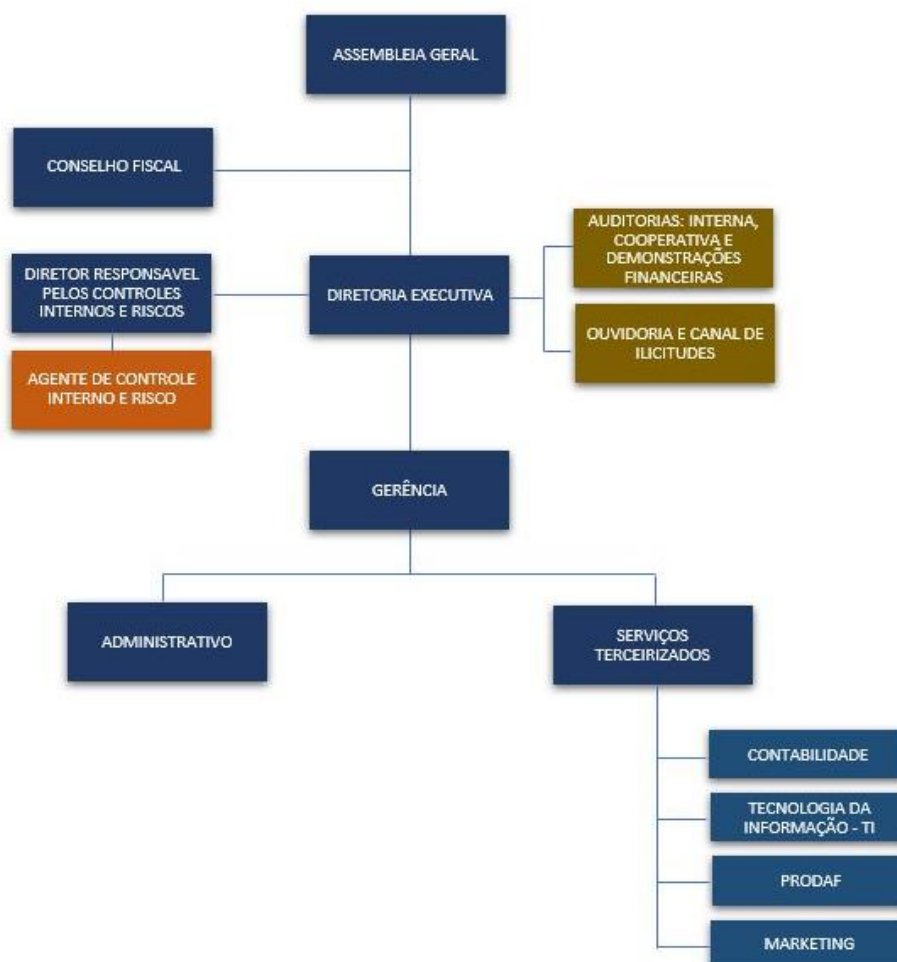 ASSEMBLEIA GERAL
CONSELHO FISCAL
AUDITORIAS: INTERNA,
COOPERATIVA E
DEMONSTRAÇÕES
FINANCEIRAS
DIRETOR RESPONSAVEL
PELOS CONTROLES
INTERNOS E RISCOS
DIRETORIA EXECUTIVA
OUVIDORIA E CANAL DE
ILICITUDES
AGENTE DE CONTROLE
INTERNO E RISCO
GERÊNCIA
ADMINISTRATIVO
SERVIÇOS
TERCEIRIZADOS
CONTABILIDADE
TECNOLOGIA DA
INFORMAÇÃO - TI
PRODAF
MARKETING